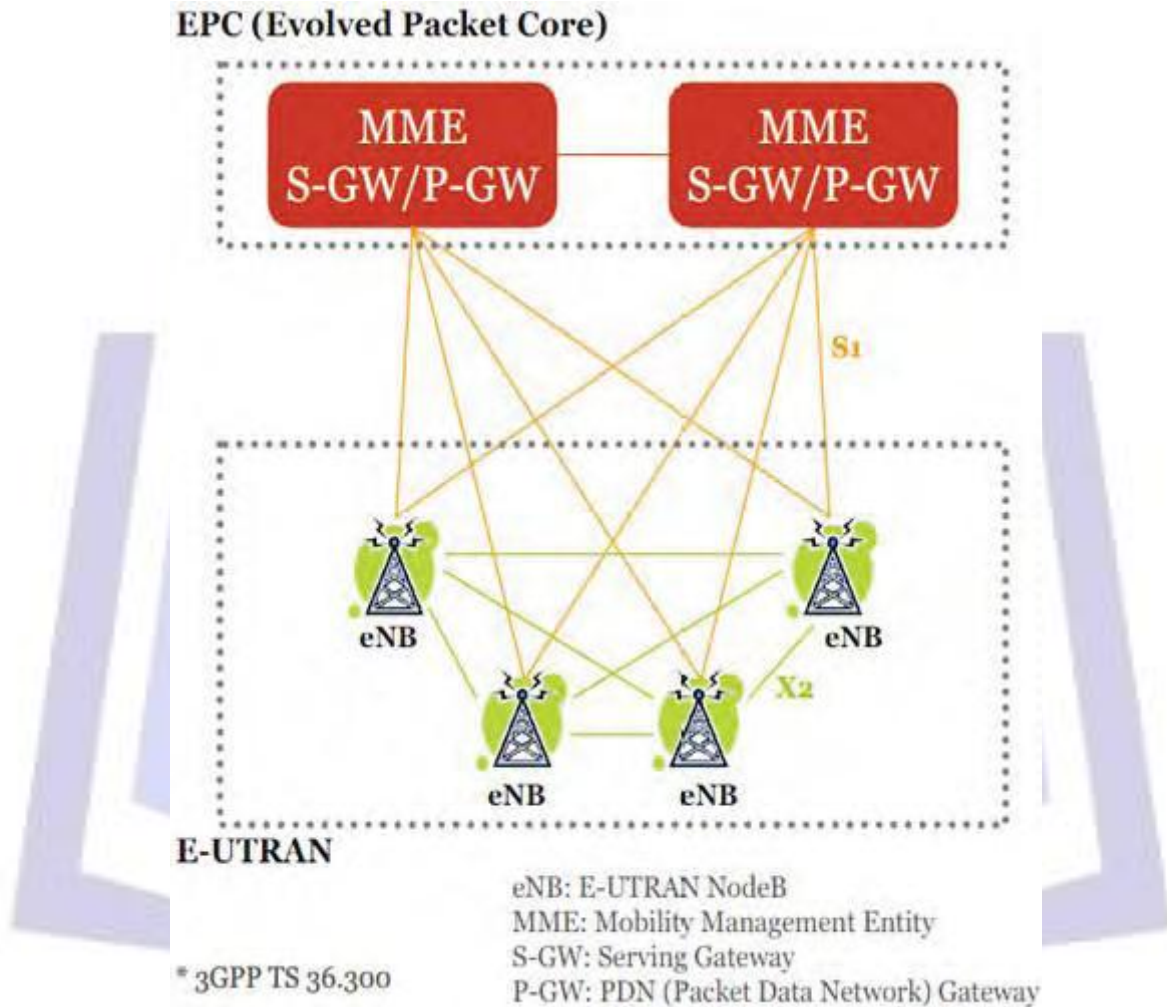 EPC (Evolved Packet Core)
MME
S-GW/P-GW
MME
S-GW/P-GW
S1
eNB
eNB
X2
eNB
eNB
E-UTRAN
eNB: E-UTRAN NodeB
MME: Mobility Management Entity
S-GW: Serving Gateway
* 3GPP TS 36.300
P-GW: PDN (Packet Data Network) Gateway